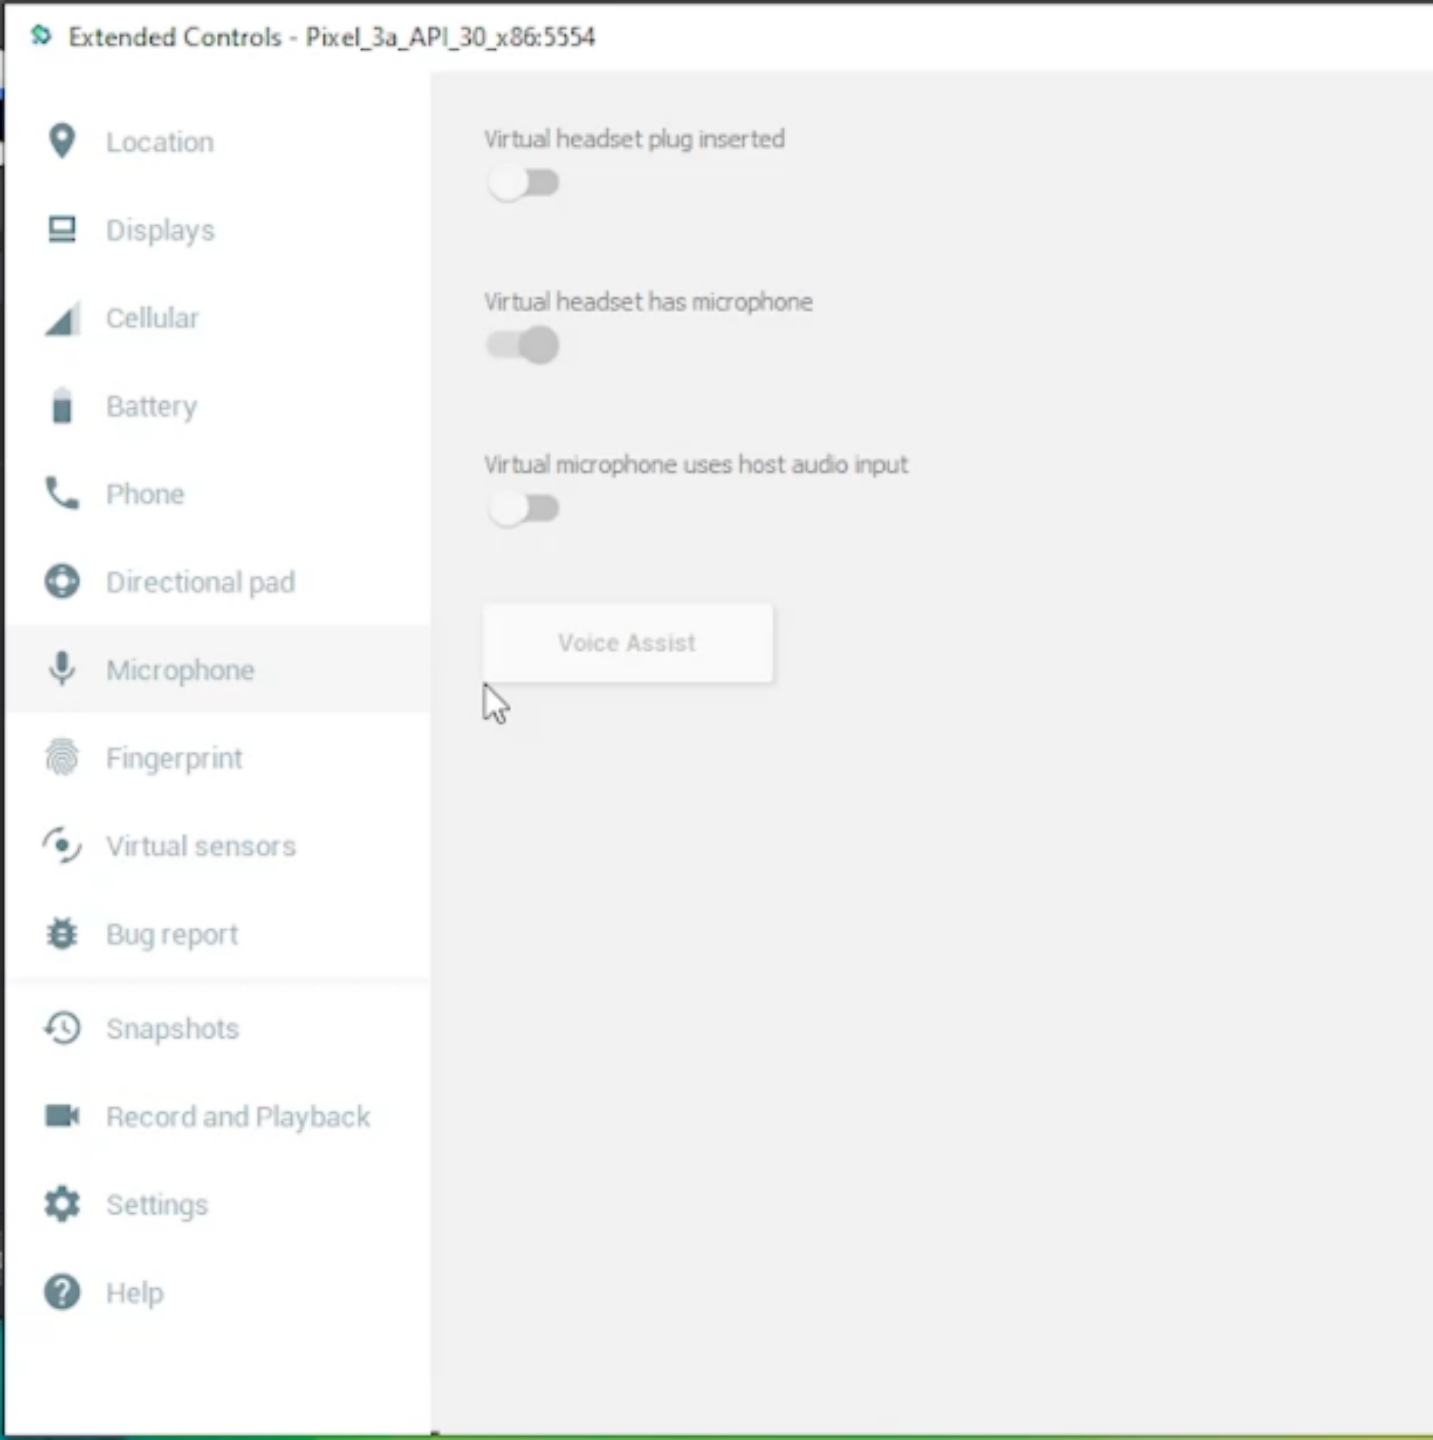 Extended Controls - Pixel_3a_API_30_x86:5554
Location
Displays
Cellular
Battery
Phone
Directional pad
Microphone
Fingerprint
Virtual sensors
Bug report
Snapshots
Record and Playback
Settings
Help
Virtual headset plug inserted
Virtual headset has microphone
Virtual microphone uses host audio input
Voice Assist